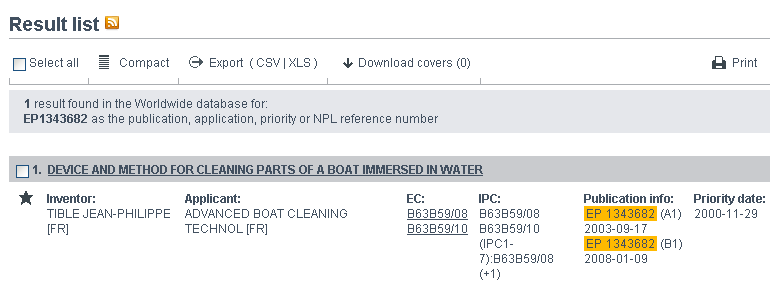 Result list
Select all Compact Export ( CSV | XLS ) Download covers (0) Print
1 result found in the Worldwide database for:
EP1343682 as the publication, application, priority or NPL reference number
1. DEVICE AND METHOD FOR CLEANING PARTS OF A BOAT IMMERSED IN WATER
Inventor: Applicant: EC: IPC: Publication info: Priority date:
TIBLE JEAN-PHILIPPE ADVANCED BOAT CLEANING B63B59/08 B63B59/08 EP 1343682 (A1) 2000-11-29
[FR] TECHNOL [FR] B63B59/10 B63B59/10 2003-09-17
(IPC1- EP 1343682 (B1)
7):B63B59/08 2008-01-09
(+1)